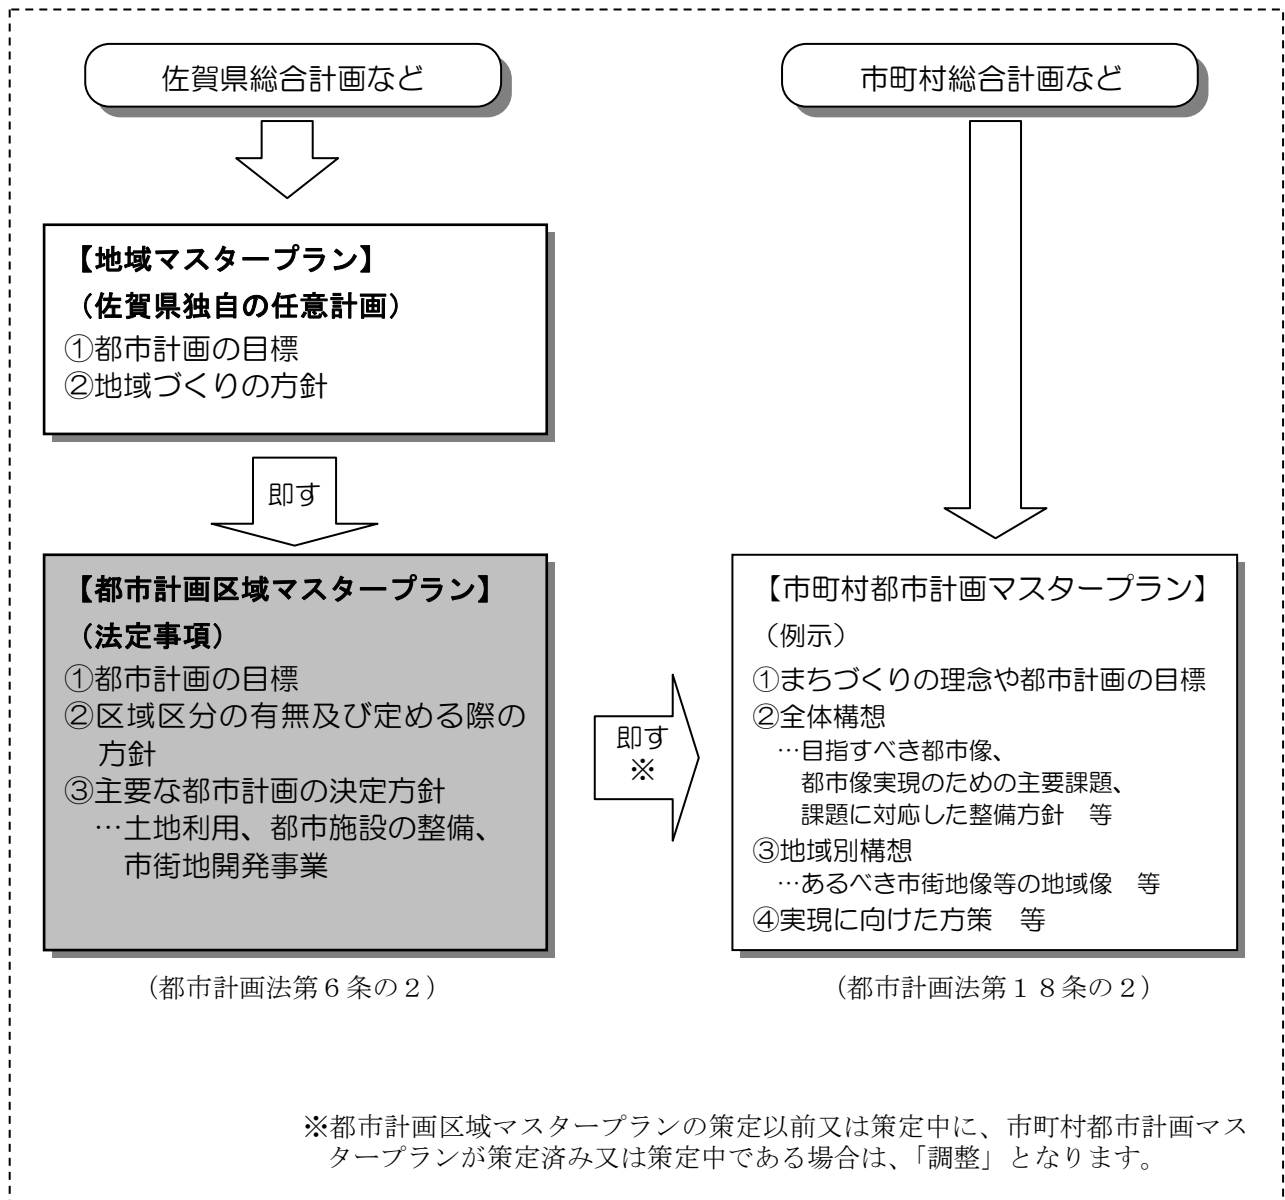 佐賀県総合計画など
市町村総合計画など
【地域マスタープラン】
（佐賀県独自の任意計画）
①都市計画の目標
②地域づくりの方針
即す
【都市計画区域マスタープラン】
（法定事項）
①都市計画の目標
②区域区分の有無及び定める際の
方針
③主要な都市計画の決定方針
…土地利用、都市施設の整備、
市街地開発事業
（都市計画法第６条の２）
即す
※
【市町村都市計画マスタープラン】
（例示）
①まちづくりの理念や都市計画の目標
②全体構想
…目指すべき都市像、
都市像実現のための主要課題、
課題に対応した整備方針　等
③地域別構想
…あるべき市街地像等の地域像　等
④実現に向けた方策　等
（都市計画法第１８条の２）
※都市計画区域マスタープランの策定以前又は策定中に、市町村都市計画マス
タープランが策定済み又は策定中である場合は、「調整」となります。